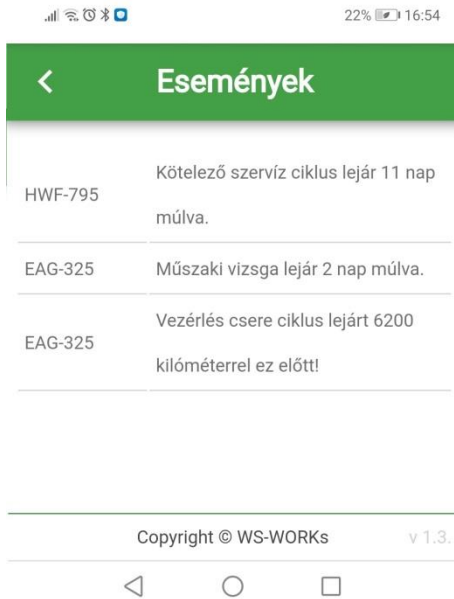 22% 16:54
Események
HWF-795
Kötelező szervíz ciklus lejár 11 nap
múlva.
EAG-325 Műszaki vizsga lejár 2 nap múlva.
EAG-325
Vezérlés csere ciklus lejárt 6200
kilóméterrel ez előtt!
Copyright © WS-WORKs v 1.3.